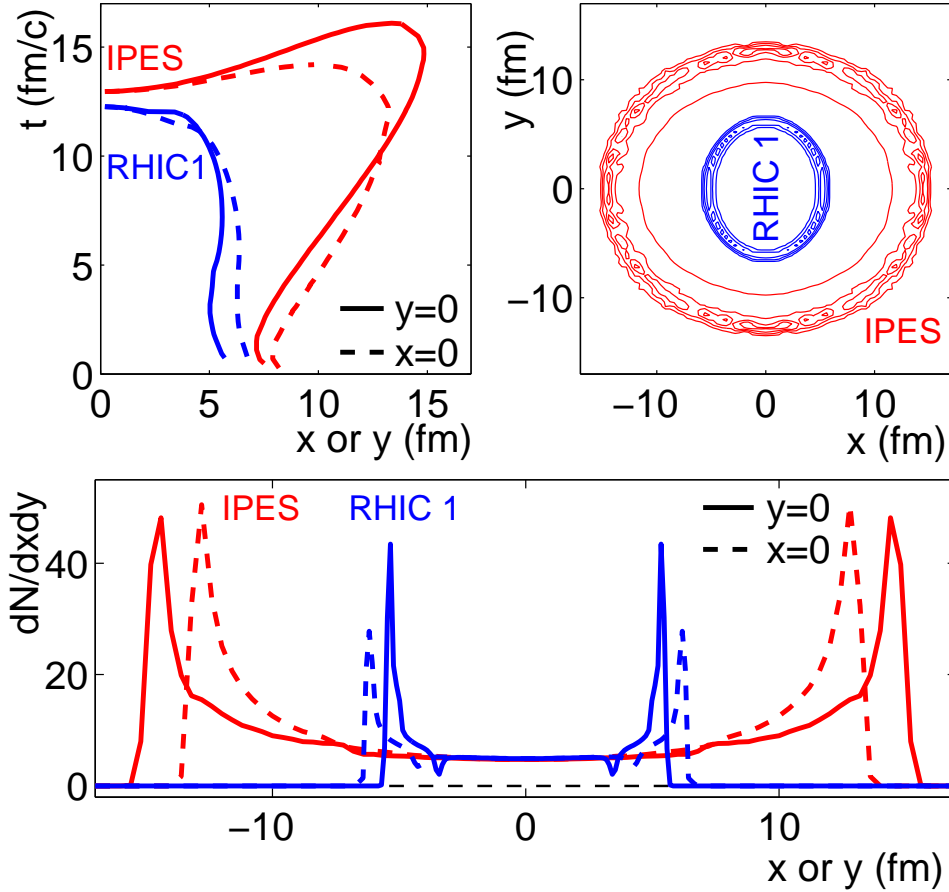 t (fm/c)
15
10
5
0
IPES
RHIC1
y=0
x=0
0
5
10
15
x or y (fm)
y (fm)
10
0
−10
RHIC 1
IPES
−10
0
10
x (fm)
dN/dxdy
40
20
0
IPES
RHIC 1
y=0
x=0
−10
0
10
x or y (fm)